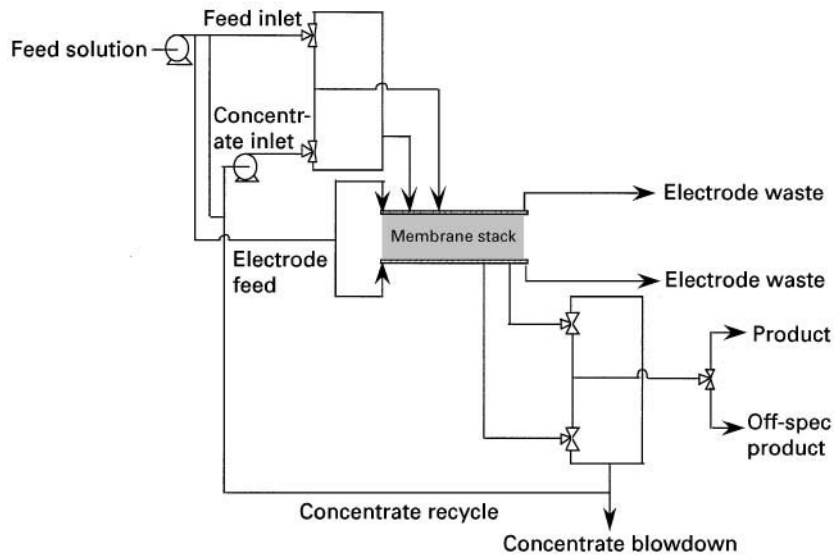 Feed inlet
Feed solution
Concentr-
ate inlet
Electrode waste
Membrane stack
Electrode
feed
Electrode waste
Product
Off-spec
product
Concentrate recycle
Concentrate blowdown